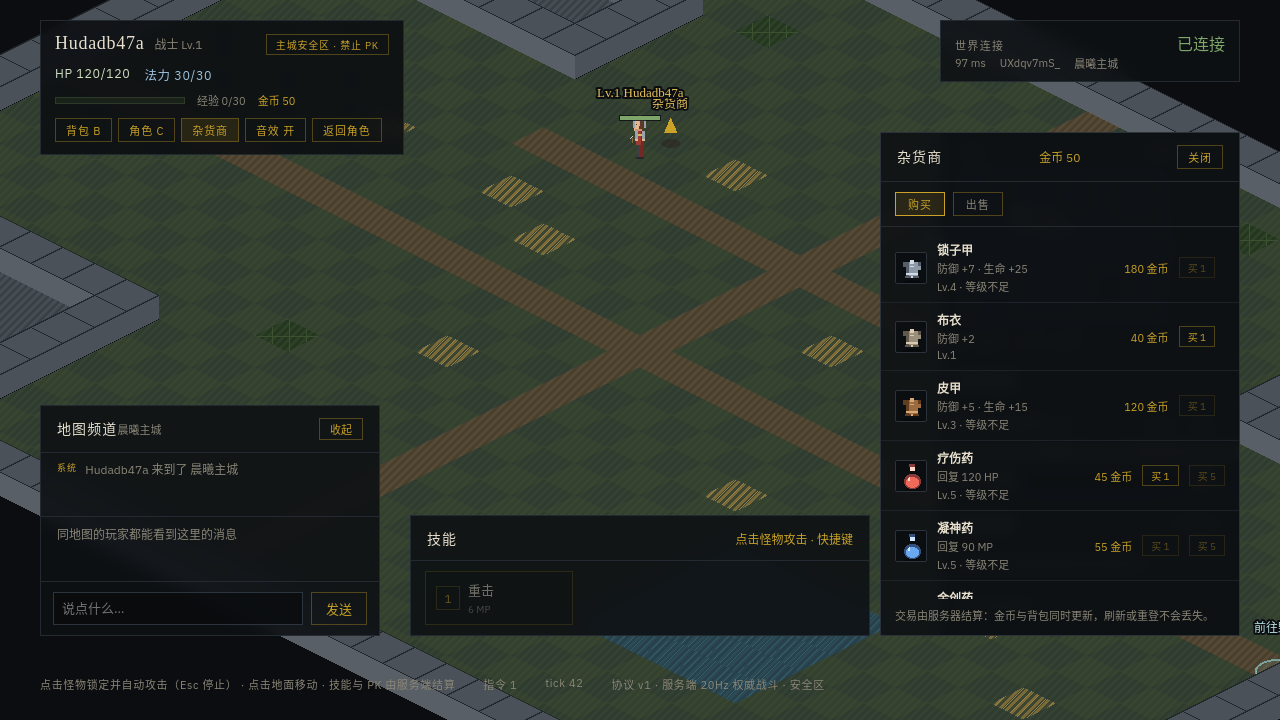 Hudadb47a 战士 Lv.1 主城安全区 · 禁止 PK
HP 120/120 法力 30/30
经验 0/30 金币 50
背包 B 角色 C 杂货商 音效 开 返回角色
Lv.1 Hudadb47a
杂货商
世界连接 已连接
97 ms UXdqv7mS_ 晨曦主城
杂货商 金币 50 关闭
购买 出售
锁子甲
防御 +7 · 生命 +25 180 金币 买 1
Lv.4 · 等级不足
布衣
防御 +2 40 金币 买 1
Lv.1
皮甲
防御 +5 · 生命 +15 120 金币 买 1
Lv.3 · 等级不足
疗伤药
回复 120 HP 45 金币 买 1 买 5
Lv.5 · 等级不足
凝神药
回复 90 MP 55 金币 买 1 买 5
Lv.5 · 等级不足
金创药
交易由服务器结算：金币与背包同时更新，刷新或重登不会丢失。
地图频道 晨曦主城 收起
系统 Hudadb47a 来到了 晨曦主城
同地图的玩家都能看到这里的消息
说点什么… 发送
技能 点击怪物攻击 · 快捷键
1 重击
6 MP
前往
点击怪物锁定并自动攻击（Esc 停止） · 点击地面移动 · 技能与 PK 由服务端结算 指令 1 tick 42 协议 v1 · 服务端 20Hz 权威战斗 · 安全区